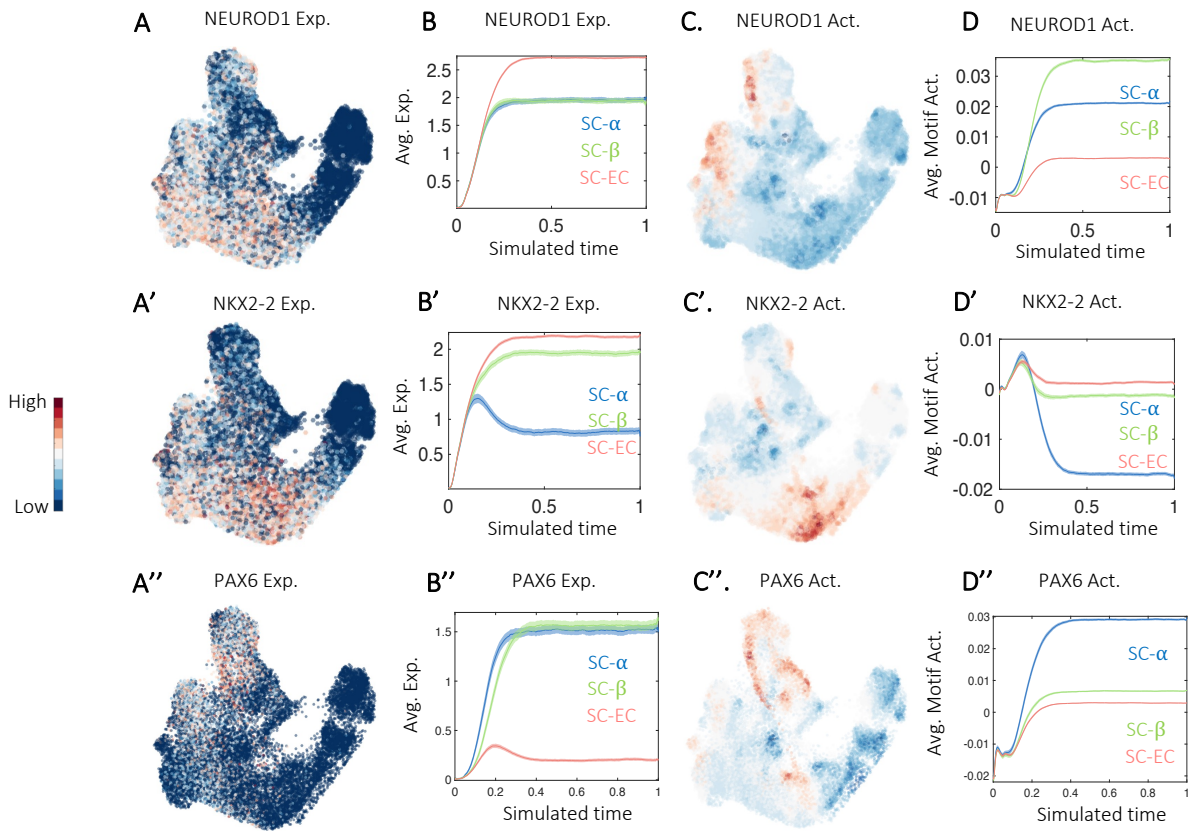 A NEUROD1 Exp.
B NEUROD1 Exp.
Avg. Exp.
2.5
2
1.5
1
0.5
SC-α
SC-β
SC-EC
0 0.5 1
Simulated time
C. NEUROD1 Act.
D NEUROD1 Act.
Avg. Motif Act.
0.03
0.02
0.01
0
-0.01
SC-α
SC-β
SC-EC
0 0.5 1
Simulated time
A' NKX2-2 Exp.
B' NKX2-2 Exp.
Avg. Exp.
2
1.5
1
0.5
SC-α
SC-β
SC-EC
0 0.5 1
Simulated time
C'. NKX2-2 Act.
D' NKX2-2 Act.
Avg. Motif Act.
0.01
0
-0.01
-0.02
SC-α
SC-β
SC-EC
0 0.5 1
Simulated time
High
Low
A'' PAX6 Exp.
B'' PAX6 Exp.
Avg. Exp.
1.5
1
0.5
0
SC-α
SC-β
SC-EC
0 0.2 0.4 0.6 0.8 1
Simulated time
C''. PAX6 Act.
D'' PAX6 Act.
Avg. Motif Act.
0.03
0.02
0.01
0
-0.01
-0.02
SC-α
SC-β
SC-EC
0 0.2 0.4 0.6 0.8 1
Simulated time